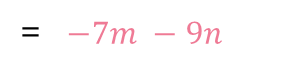 = −7m − 9n